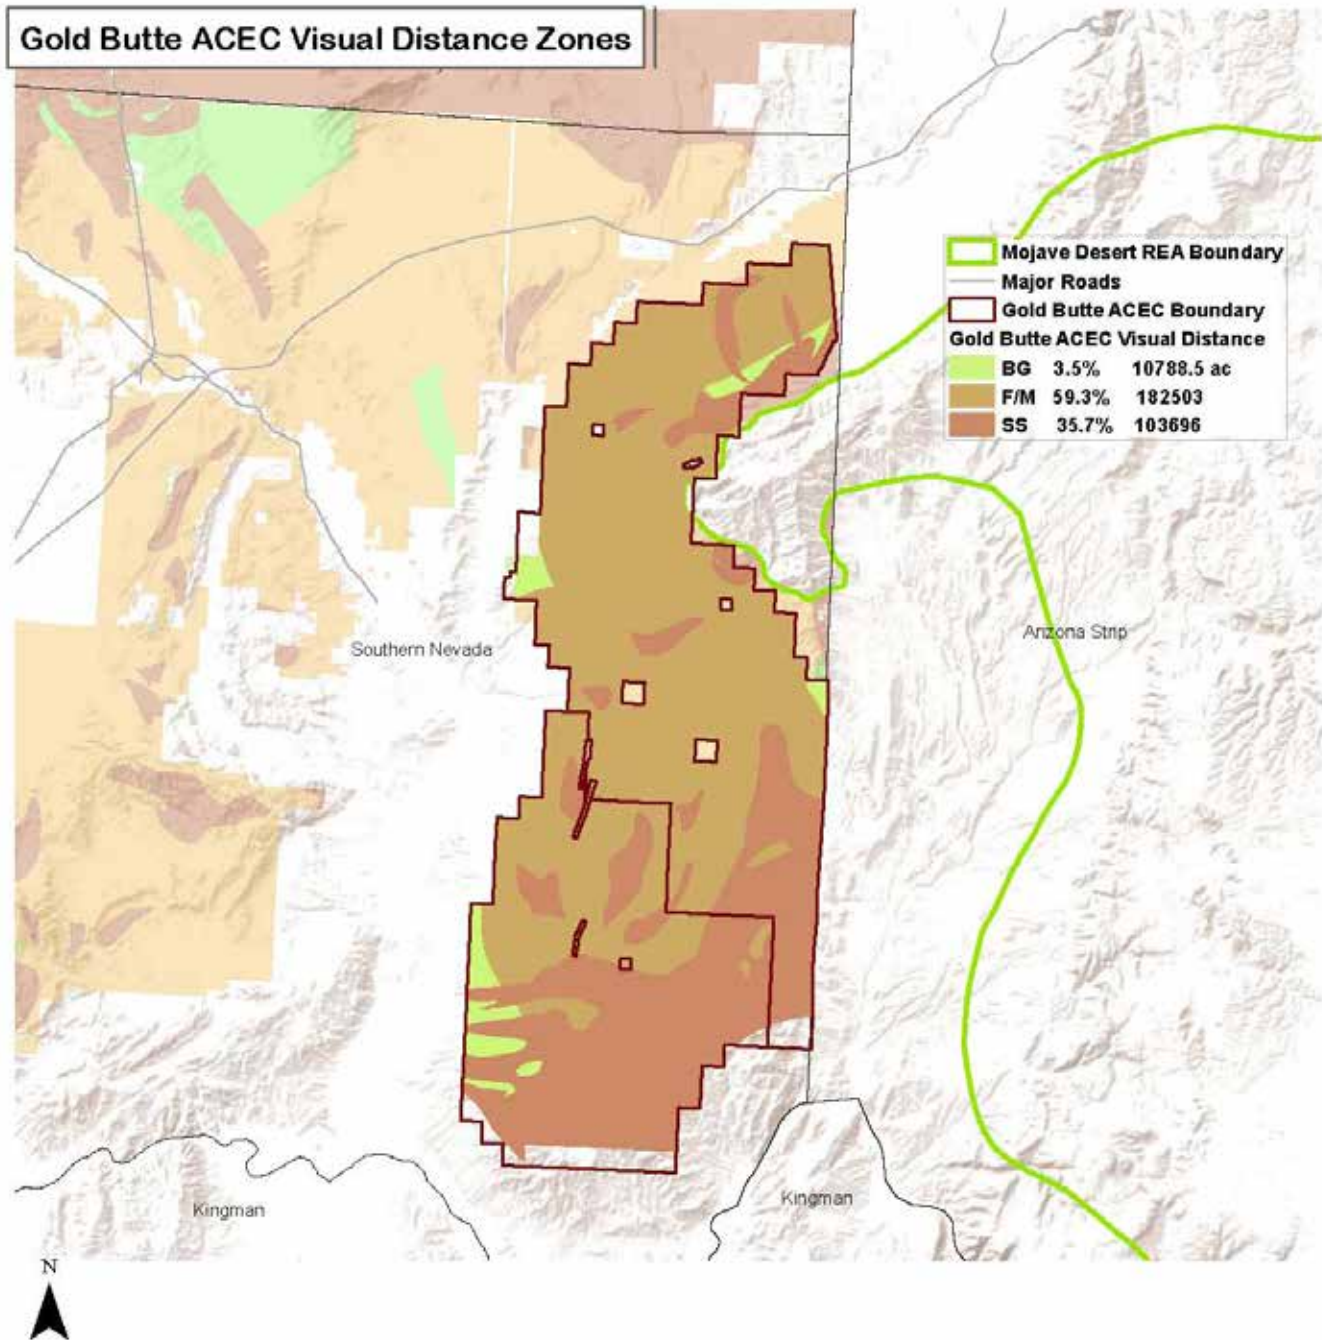 Gold Butte ACEC Visual Distance Zones
Mojave Desert REA Boundary
Major Roads
Gold Butte ACEC Boundary
Gold Butte ACEC Visual Distance
BG 3.5% 10788.5 ac
F/M 59.3% 182503
SS 35.7% 103696
Arizona Strip
Southern Nevada
Kingman
Kingman
N